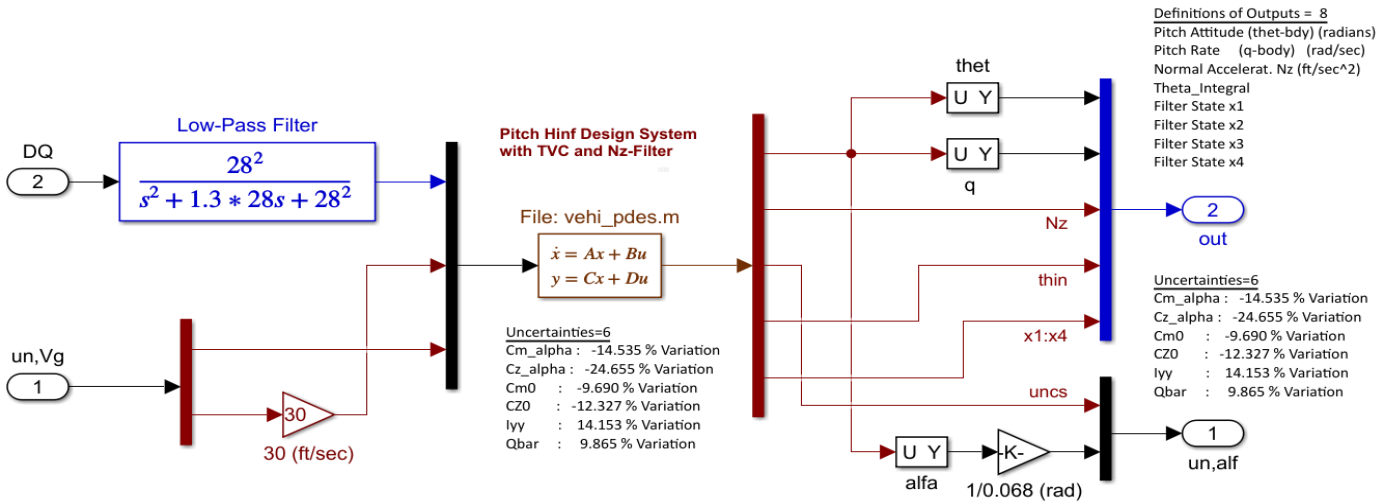 Definitions of Outputs = 8
Pitch Attitude (thet-bdy) (radians)
Pitch Rate (q-body) (rad/sec)
Normal Accelerat. Nz (ft/sec^2)
Theta_Integral
Filter State x1
Filter State x2
Filter State x3
Filter State x4
thet
U Y
Low-Pass Filter
Pitch Hinf Design System
with TVC and Nz-Filter
DQ
2
28²
s² + 1.3 * 28s + 28²
U Y
q
File: vehi_pdes.m
ẋ = Ax + Bu
y = Cx + Du
Nz
2
out
thin
x1:x4
Uncertainties=6
Cm_alpha : -14.535 % Variation
Cz_alpha : -24.655 % Variation
Cm0 : -9.690 % Variation
CZ0 : -12.327 % Variation
Iyy : 14.153 % Variation
Qbar : 9.865 % Variation
un,Vg
1
30
30 (ft/sec)
Uncertainties=6
Cm_alpha : -14.535 % Variation
Cz_alpha : -24.655 % Variation
Cm0 : -9.690 % Variation
CZ0 : -12.327 % Variation
Iyy : 14.153 % Variation
Qbar : 9.865 % Variation
uncs
U Y
alfa
-K-
1/0.068 (rad)
1
un,alf